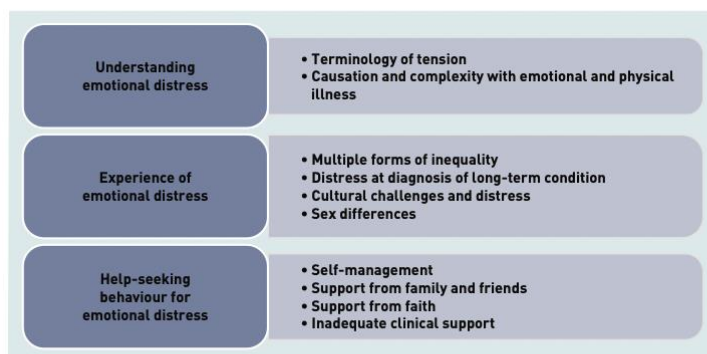 Understanding
emotional distress
• Terminology of tension
• Causation and complexity with emotional and physical
illness
Experience of
emotional distress
• Multiple forms of inequality
• Distress at diagnosis of long-term condition
• Cultural challenges and distress
• Sex differences
Help-seeking
behaviour for
emotional distress
• Self-management
• Support from family and friends
• Support from faith
• Inadequate clinical support